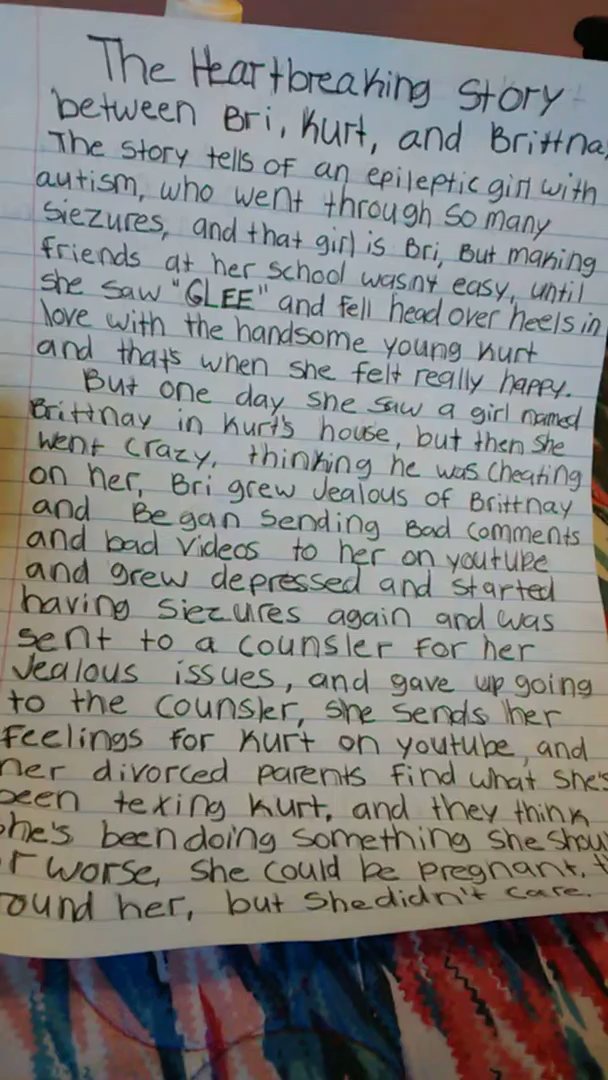 The Heartbreaking Story
between Bri, Kurt, and Brittna
The story tells of an epileptic girl with
autism, who went through so many
siezures, and that girl is Bri, But making
friends at her school wasn't easy, until
she saw "GLEE" and fell head over heels in
love with the handsome young Kurt
and that's when she felt really happy.
But one day she saw a girl named
Brittnay in Kurt's house, but then she
went crazy, thinking he was cheating
on her, Bri grew Jealous of Brittnay
and Began sending Bad comments
and bad videos to her on youtube
and grew depressed and started
having siezures again and was
sent to a counsler for her
Jealous issues, and gave up going
to the counsler, she sends her
feelings for Kurt on youtube, and
her divorced parents find what she's
been texing Kurt, and they think
she's been doing something she shou
r worse, she could be pregnant, t
ound her, but she didn't care.